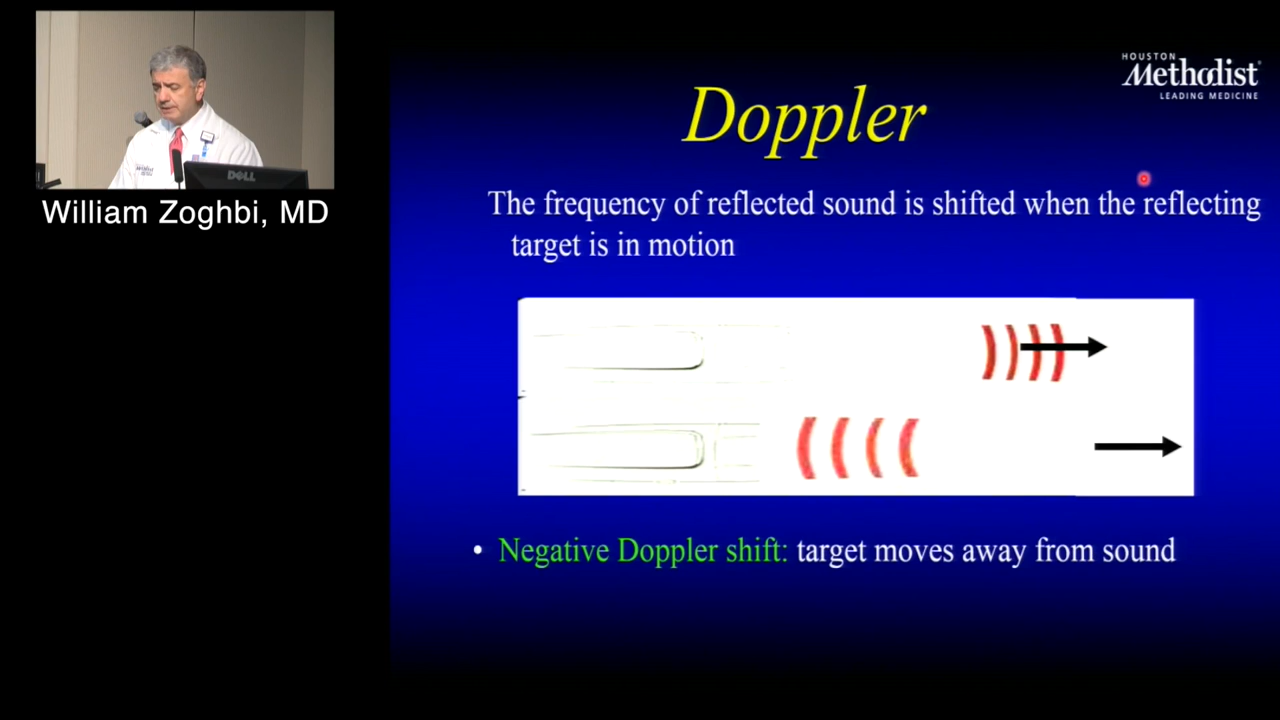 HOUSTON
Methodist
LEADING MEDICINE
Doppler
DELL
William Zoghbi, MD
The frequency of reflected sound is shifted when the reflecting
target is in motion
• Negative Doppler shift: target moves away from sound